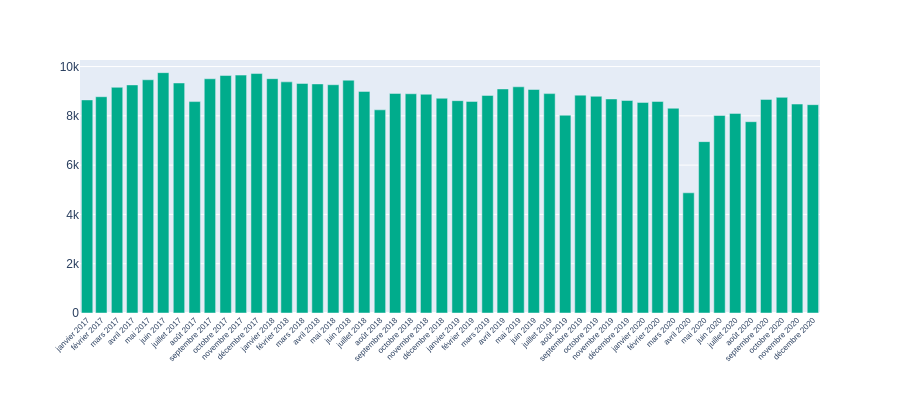 10k
8k
6k
4k
2k
0
janvier 2017
février 2017
mars 2017
avril 2017
mai 2017
juin 2017
juillet 2017
août 2017
septembre 2017
octobre 2017
novembre 2017
décembre 2017
janvier 2018
février 2018
mars 2018
avril 2018
mai 2018
juin 2018
juillet 2018
août 2018
septembre 2018
octobre 2018
novembre 2018
décembre 2018
janvier 2019
février 2019
mars 2019
avril 2019
mai 2019
juin 2019
juillet 2019
août 2019
septembre 2019
octobre 2019
novembre 2019
décembre 2019
janvier 2020
février 2020
mars 2020
avril 2020
mai 2020
juin 2020
juillet 2020
août 2020
septembre 2020
octobre 2020
novembre 2020
décembre 2020